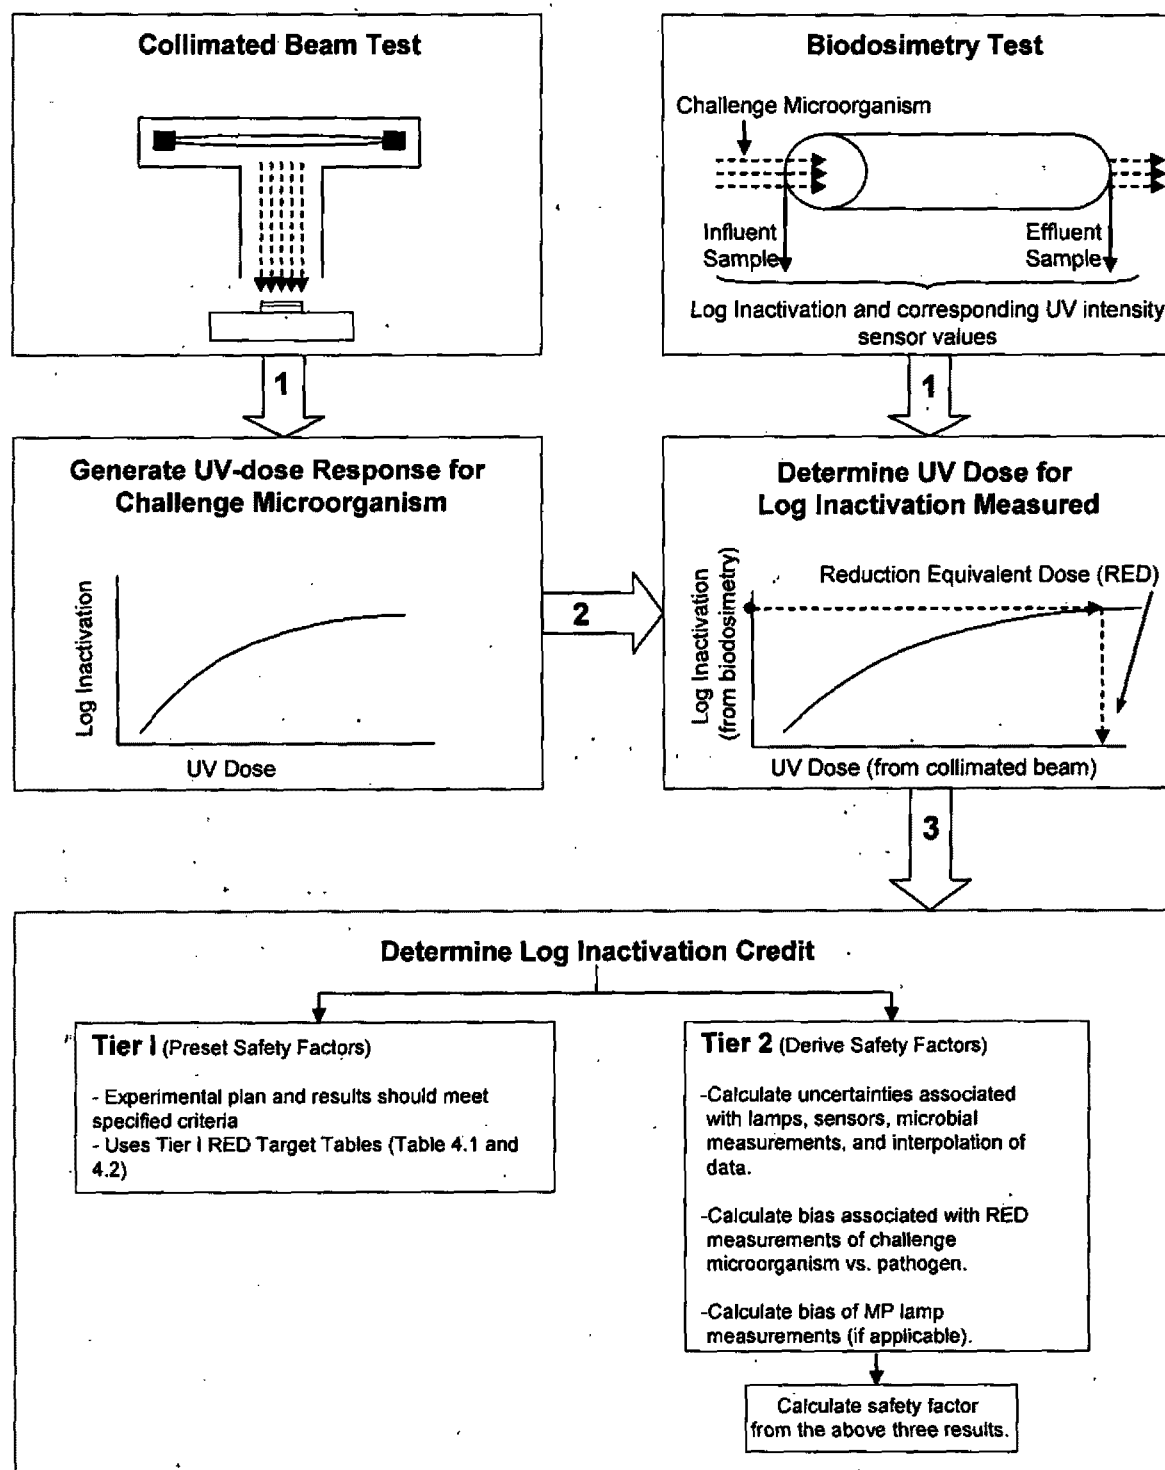 Collimated Beam Test
1
Generate UV-dose Response for
Challenge Microorganism
Log Inactivation
UV Dose
2
Biodosimetry Test
Challenge Microorganism
Influent
Sample
Effluent
Sample
Log Inactivation and corresponding UV intensity
sensor values
1
Determine UV Dose for
Log Inactivation Measured
Log Inactivation
(from biodosimetry)
Reduction Equivalent Dose (RED)
UV Dose (from collimated beam)
3
Determine Log Inactivation Credit
Tier I (Preset Safety Factors)
- Experimental plan and results should meet
specified criteria
- Uses Tier I RED Target Tables (Table 4.1 and
4.2)
Tier 2 (Derive Safety Factors)
-Calculate uncertainties associated
with lamps, sensors, microbial
measurements, and interpolation of
data.
-Calculate bias associated with RED
measurements of challenge
microorganism vs. pathogen.
-Calculate bias of MP lamp
measurements (if applicable).
Calculate safety factor
from the above three results.